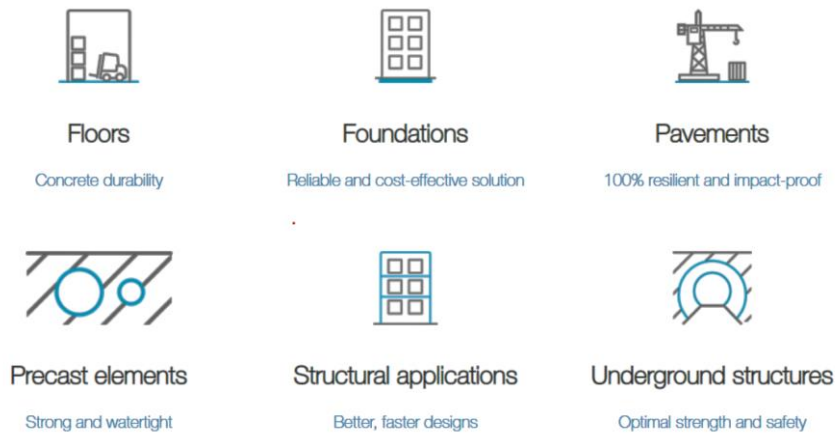 Floors
Foundations
Pavements
Concrete durability
Reliable and cost-effective solution
100% resilient and impact-proof
Precast elements
Structural applications
Underground structures
Strong and watertight
Better, faster designs
Optimal strength and safety